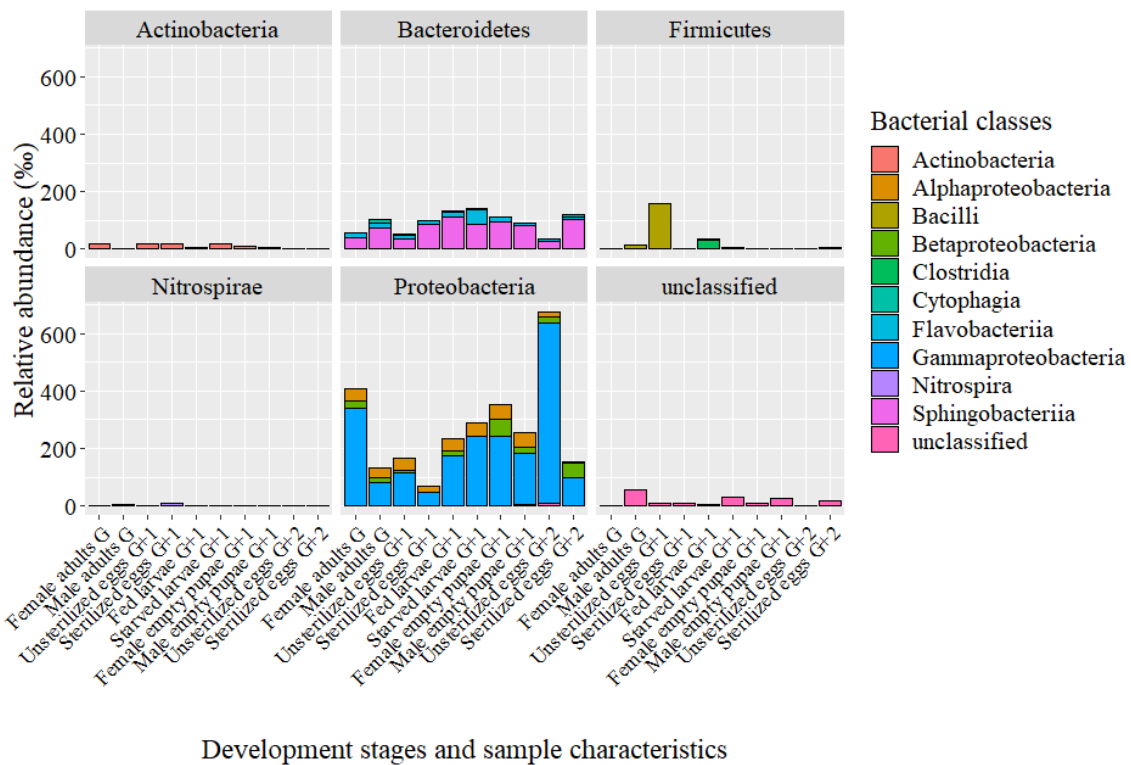 Actinobacteria
Bacteroidetes
Firmicutes
Nitrospirae
Proteobacteria
unclassified
Relative abundance (‰)
600
400
200
0
600
400
200
0
Female adults G
Male adults G
Unsterilized eggs G+1
Sterilized eggs G+1
Fed larvae G+1
Starved larvae G+1
Female empty pupae G+1
Male empty pupae G+1
Unsterilized eggs G+2
Sterilized eggs G+2
Female adults G
Male adults G
Unsterilized eggs G+1
Sterilized eggs G+1
Fed larvae G+1
Starved larvae G+1
Female empty pupae G+1
Male empty pupae G+1
Unsterilized eggs G+2
Sterilized eggs G+2
Female adults G
Male adults G
Unsterilized eggs G+1
Sterilized eggs G+1
Fed larvae G+1
Starved larvae G+1
Female empty pupae G+1
Male empty pupae G+1
Unsterilized eggs G+2
Sterilized eggs G+2
Development stages and sample characteristics
Bacterial classes
Actinobacteria
Alphaproteobacteria
Bacilli
Betaproteobacteria
Clostridia
Cytophagia
Flavobacteriia
Gammaproteobacteria
Nitrospira
Sphingobacteriia
unclassified